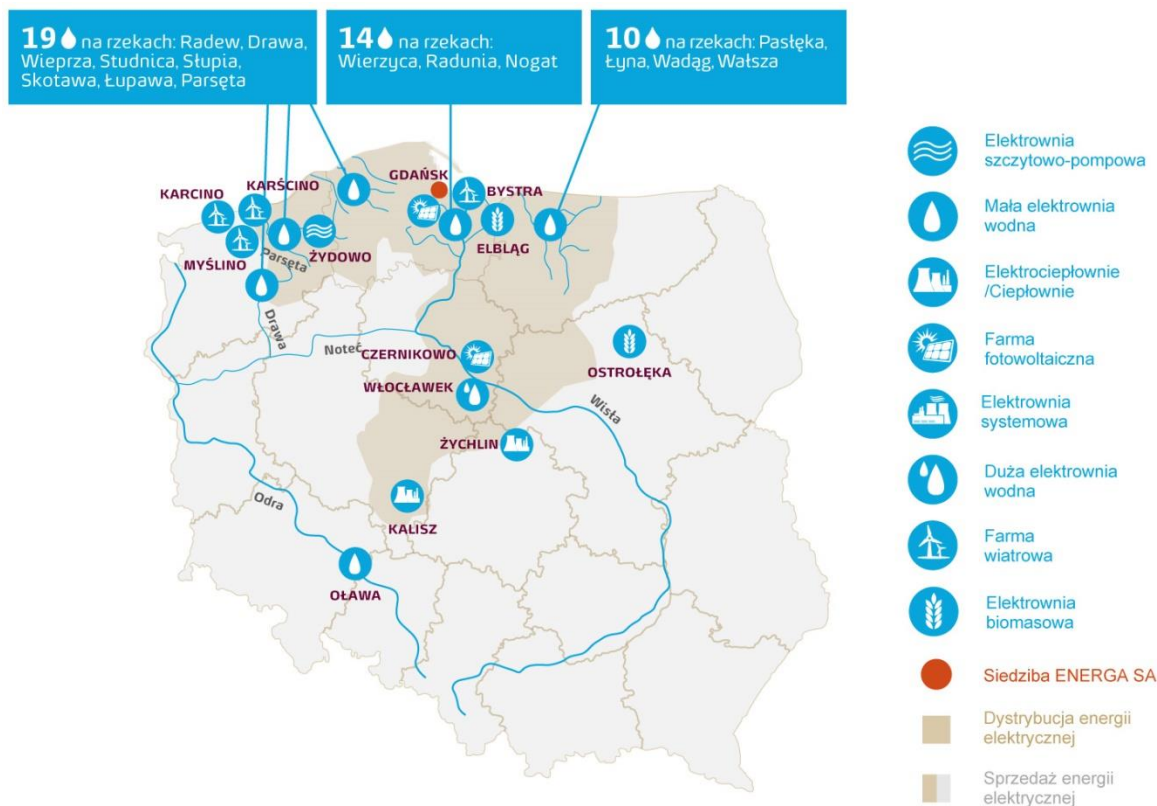 19 na rzekach: Radew, Drawa,
Wieprza, Studnica, Słupia,
Skotawa, Łupawa, Parsęta
14 na rzekach:
Wierzyca, Radunia, Nogat
10 na rzekach: Pasłęka,
Łyna, Wadąg, Wałsza
GDAŃSK
KARCINO
KARŚCINO
BYSTRA
MYŚLINO
Parsęta
ŻYDOWO
ELBLĄG
Drawa
Noteć
CZERNIKOWO
OSTROŁĘKA
WŁOCŁAWEK
Wisła
ŻYCHLIN
Odra
KALISZ
OŁAWA
Elektrownia
szczytowo-pompowa
Mała elektrownia
wodna
Elektrociepłownie
/Ciepłownie
Farma
fotowoltaiczna
Elektrownia
systemowa
Duża elektrownia
wodna
Farma
wiatrowa
Elektrownia
biomasowa
Siedziba ENERGA SA
Dystrybucja energii
elektrycznej
Sprzedaż energii
elektrycznej